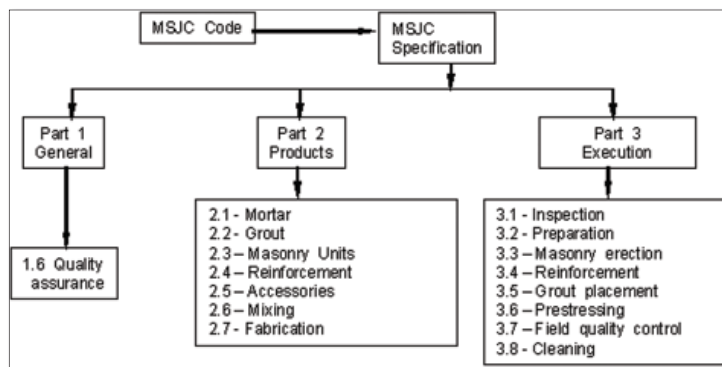 MSJC Code
MSJC
Specification
Part 1
General
Part 2
Products
Part 3
Execution
1.6 Quality
assurance
2.1 - Mortar
2.2 - Grout
2.3 – Masonry Units
2.4 – Reinforcement
2.5 – Accessories
2.6 – Mixing
2.7 - Fabrication
3.1 - Inspection
3.2 - Preparation
3.3 – Masonry erection
3.4 – Reinforcement
3.5 – Grout placement
3.6 – Prestressing
3.7 – Field quality control
3.8 - Cleaning